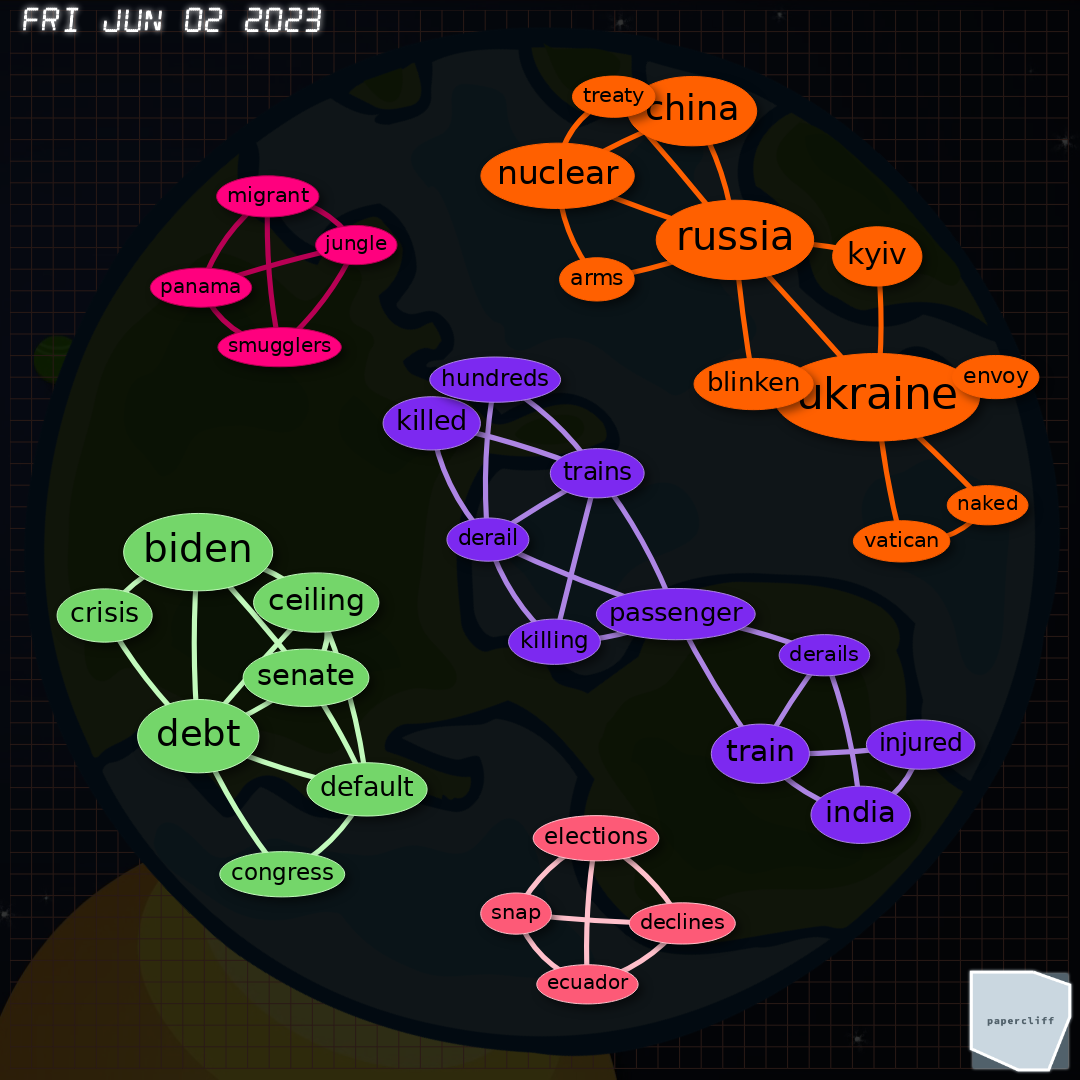 FRI JUN 02 2023
treaty
china
nuclear
migrant
russia
jungle
kyiv
arms
panama
smugglers
hundreds
blinken
ukraine
envoy
killed
trains
naked
derail
vatican
biden
ceiling
crisis
passenger
killing
derails
senate
debt
injured
train
default
india
elections
congress
snap
declines
ecuador
papercliff